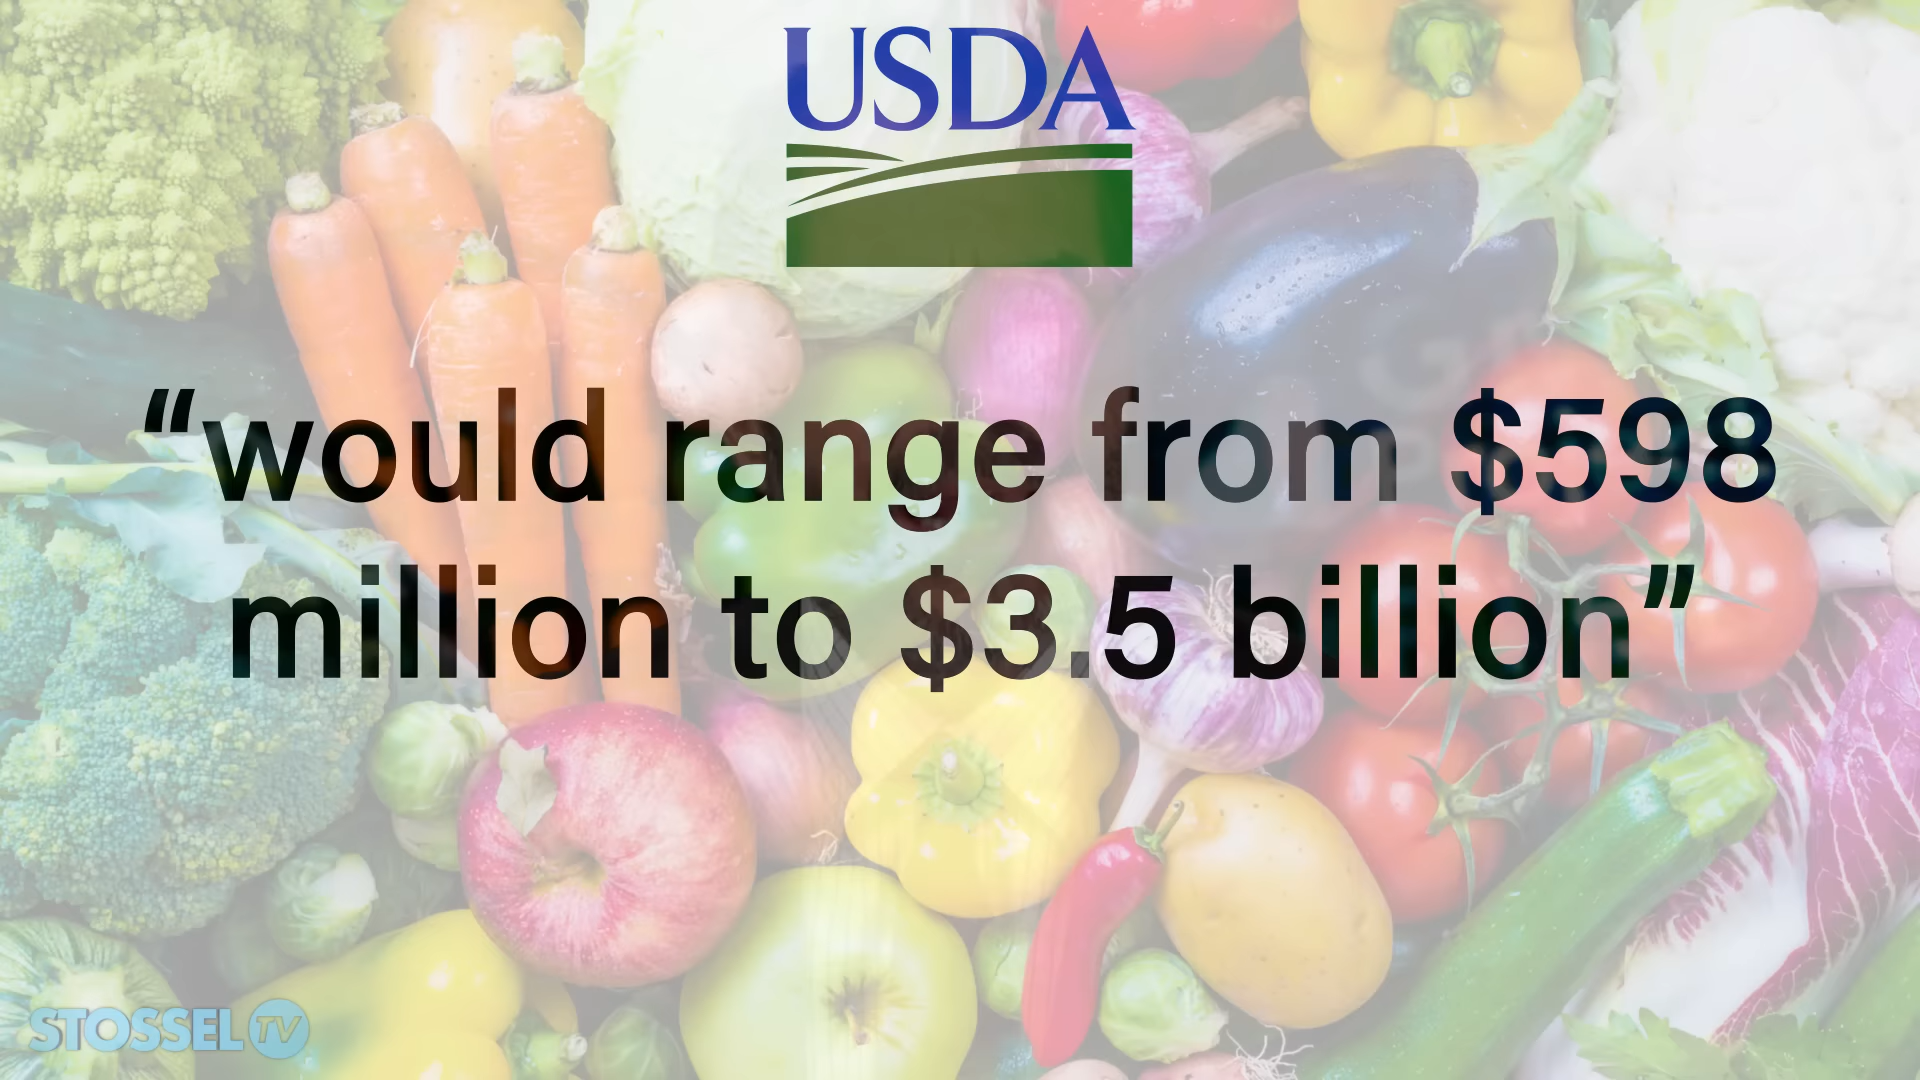 USDA
“would range from $598
million to $3.5 billion”
STOSSEL TV